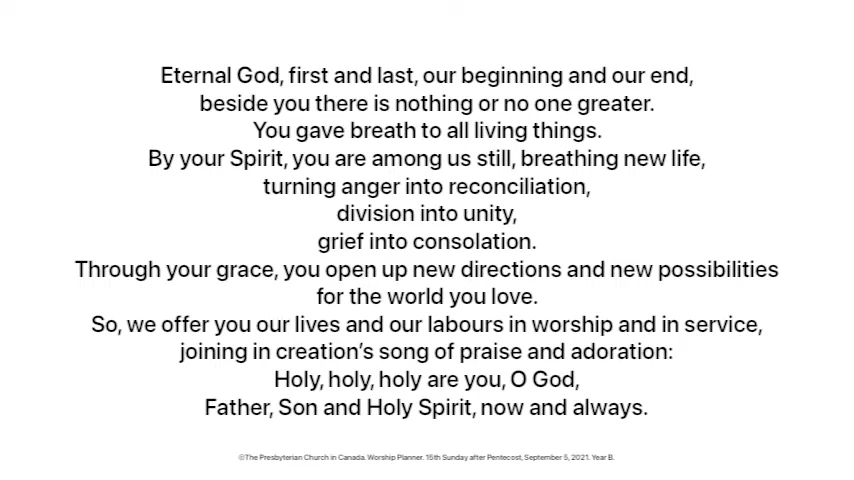 Eternal God, first and last, our beginning and our end,
beside you there is nothing or no one greater.
You gave breath to all living things.
By your Spirit, you are among us still, breathing new life,
turning anger into reconciliation,
division into unity,
grief into consolation.
Through your grace, you open up new directions and new possibilities
for the world you love.
So, we offer you our lives and our labours in worship and in service,
joining in creation’s song of praise and adoration:
Holy, holy, holy are you, O God,
Father, Son and Holy Spirit, now and always.
©The Presbyterian Church in Canada. Worship Planner. 15th Sunday after Pentecost, September 5, 2021. Year B.